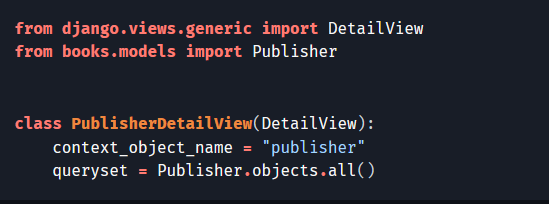 from django.views.generic import DetailView
from books.models import Publisher
class PublisherDetailView(DetailView):
    context_object_name = "publisher"
    queryset = Publisher.objects.all()